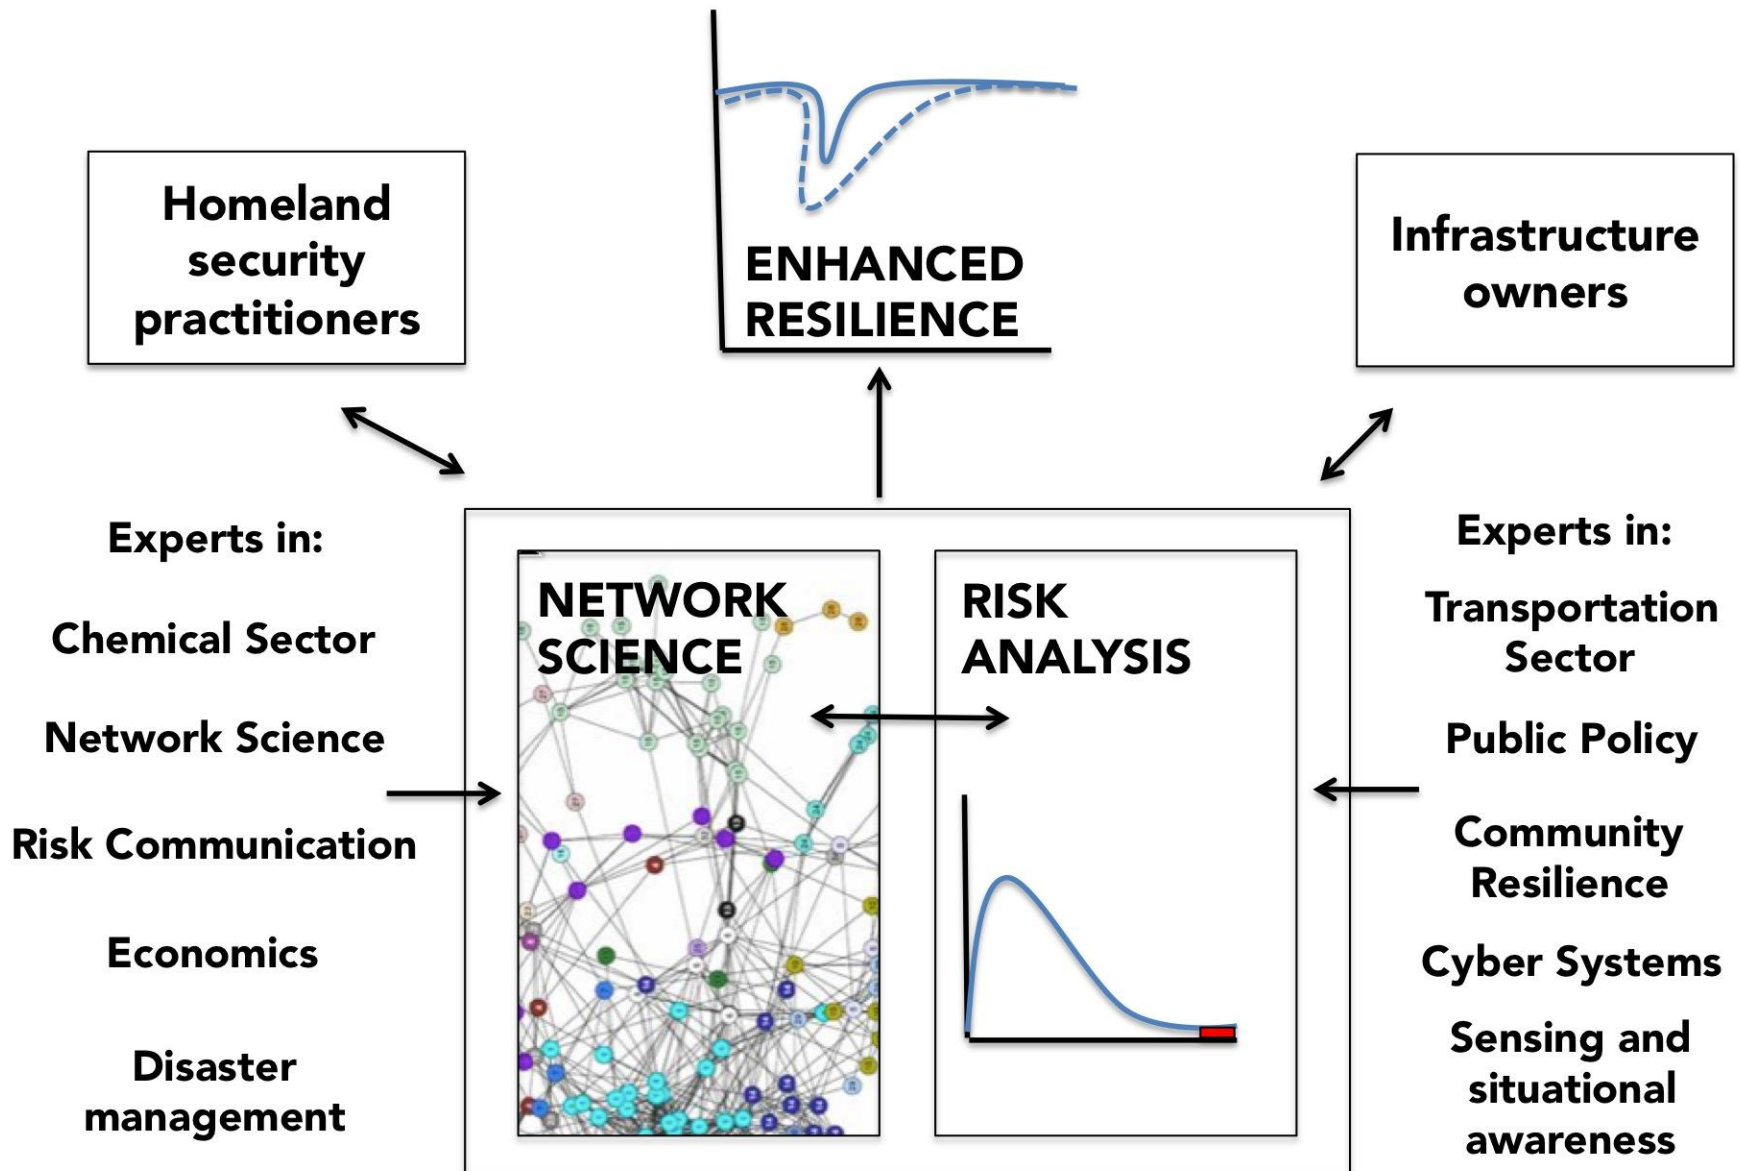 Homeland
security
practitioners
ENHANCED
RESILIENCE
Infrastructure
owners
Experts in:
Chemical Sector
Network Science
Risk Communication
Economics
Disaster
management
NETWORK
SCIENCE
RISK
ANALYSIS
Experts in:
Transportation
Sector
Public Policy
Community
Resilience
Cyber Systems
Sensing and
situational
awareness